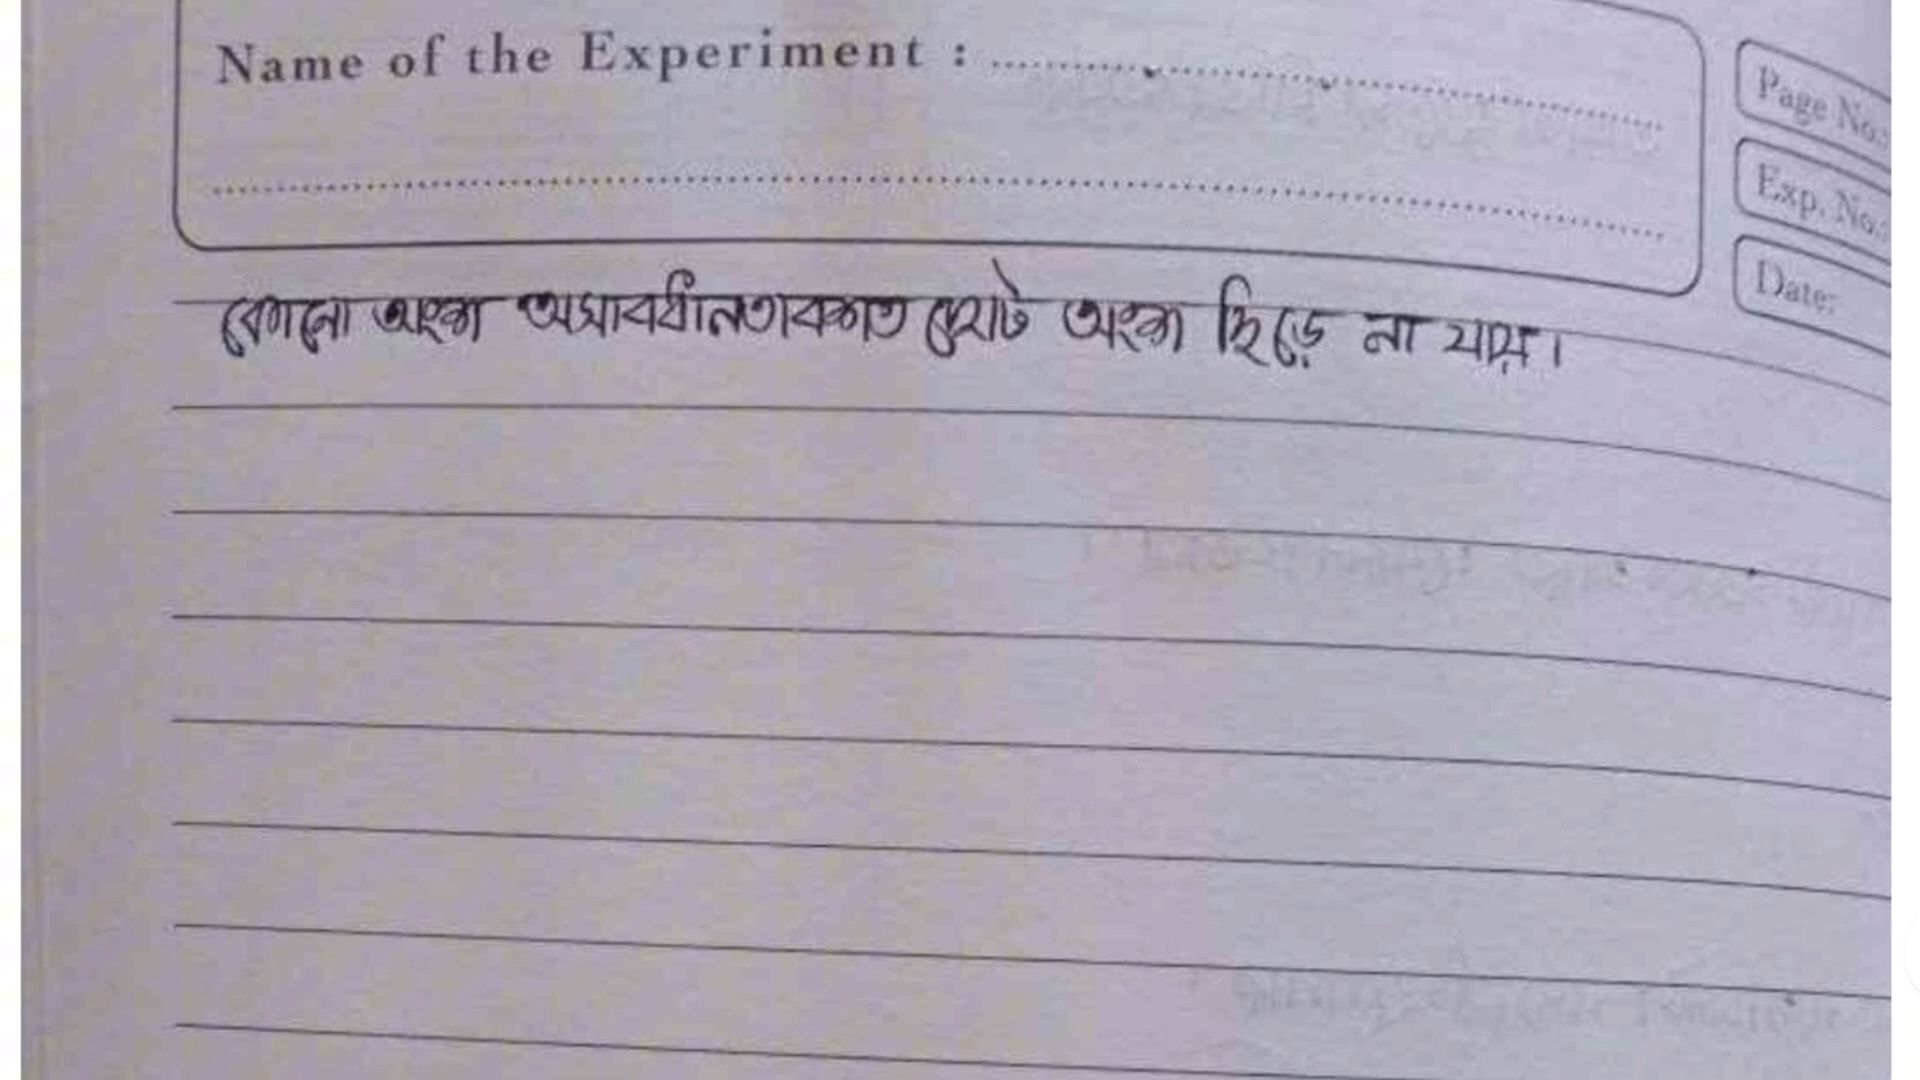 Name of the Experiment :
Page No.:
Exp. No.:
Date:
কোনো অংশ অসাবধানতাবশত ছোট অংশ ছিড়ে না যায়।